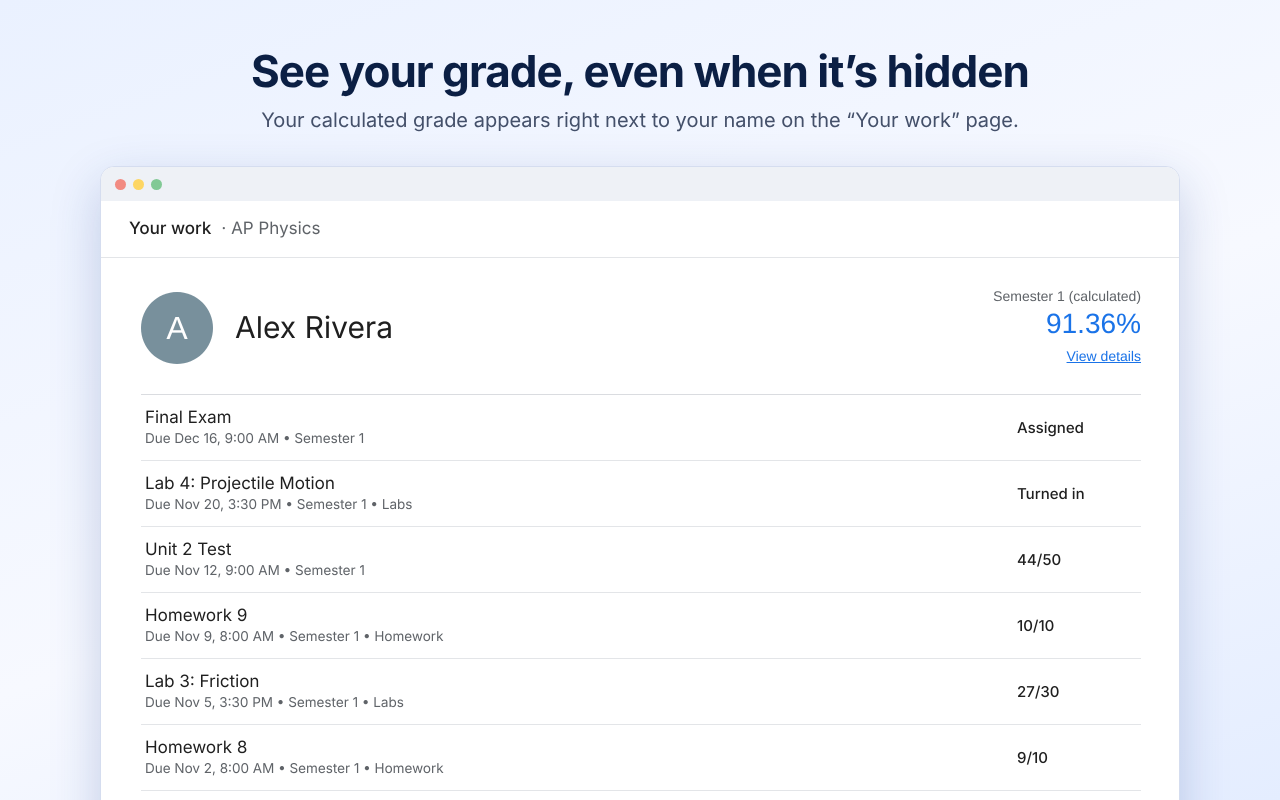 See your grade, even when it’s hidden
Your calculated grade appears right next to your name on the “Your work” page.
Your work · AP Physics
A
Alex Rivera
Semester 1 (calculated)
91.36%
View details
Final Exam
Due Dec 16, 9:00 AM • Semester 1
Assigned
Lab 4: Projectile Motion
Due Nov 20, 3:30 PM • Semester 1 • Labs
Turned in
Unit 2 Test
Due Nov 12, 9:00 AM • Semester 1
44/50
Homework 9
Due Nov 9, 8:00 AM • Semester 1 • Homework
10/10
Lab 3: Friction
Due Nov 5, 3:30 PM • Semester 1 • Labs
27/30
Homework 8
Due Nov 2, 8:00 AM • Semester 1 • Homework
9/10